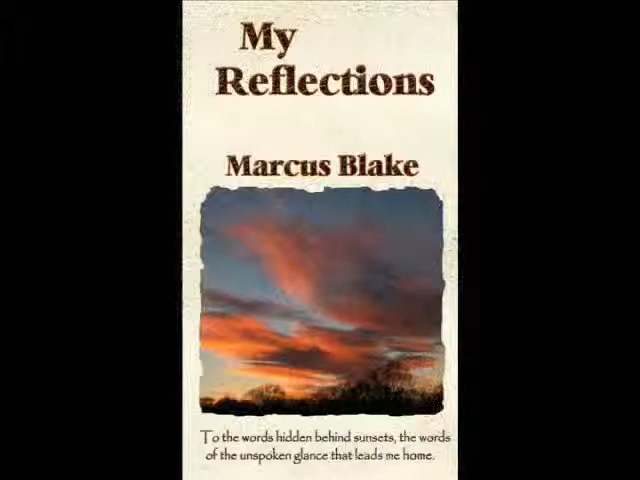 My
Reflections
Marcus Blake
To the words hidden behind sunsets, the words
of the unspoken glance that leads me home.